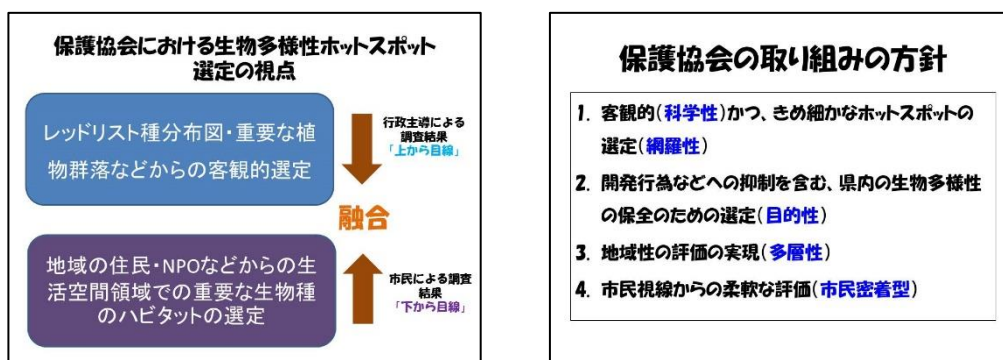 保護協会における生物多様性ホットスポット
選定の視点
レッドリスト種分布図・重要な植
物群落などからの客観的選定
行政主導による
調査結果
「上から目線」
融合
地域の住民・NPOなどからの生
活空間領域での重要な生物種
のハビタットの選定
市民による調査
結果
「下から目線」
保護協会の取り組みの方針
1. 客観的(科学性)かつ、きめ細かなホットスポットの
選定(網羅性)
2. 開発行為などへの抑制を含む、県内の生物多様性
の保全のための選定(目的性)
3. 地域性の評価の実現(多層性)
4. 市民視線からの柔軟な評価(市民密着型)